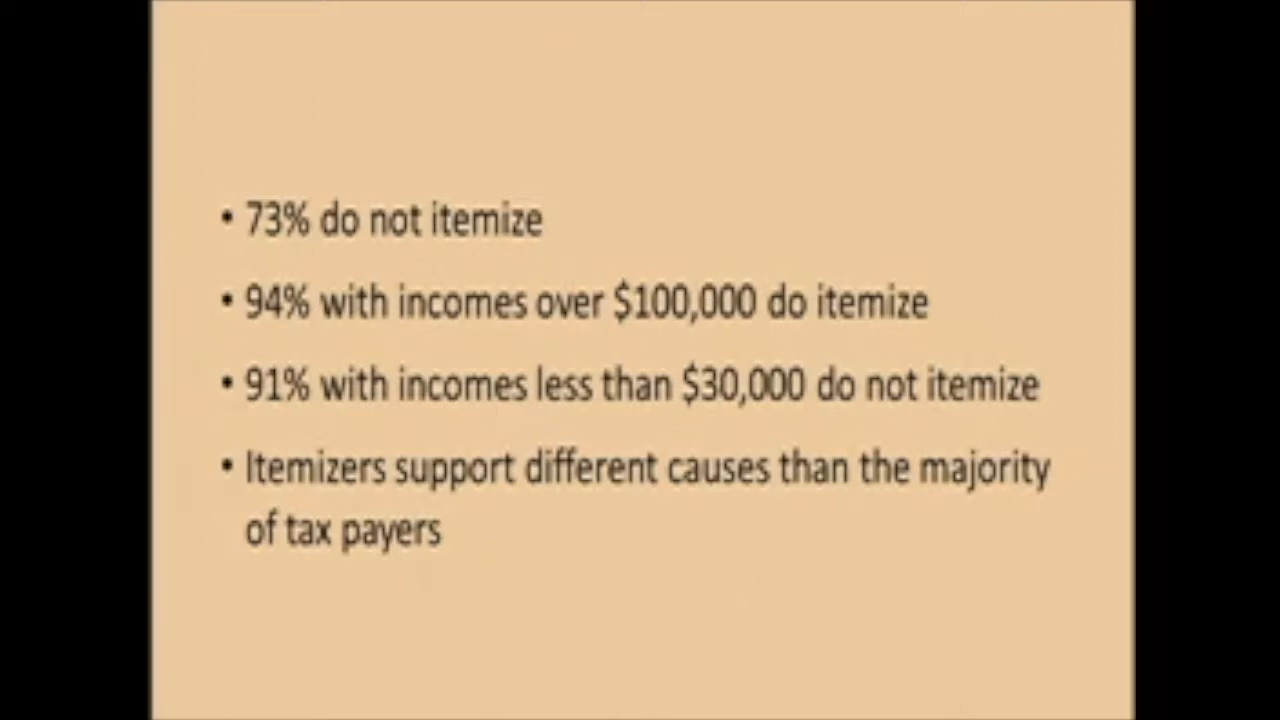 • 73% do not itemize
• 94% with incomes over $100,000 do itemize
• 91% with incomes less than $30,000 do not itemize
• Itemizers support different causes than the majority
of tax payers